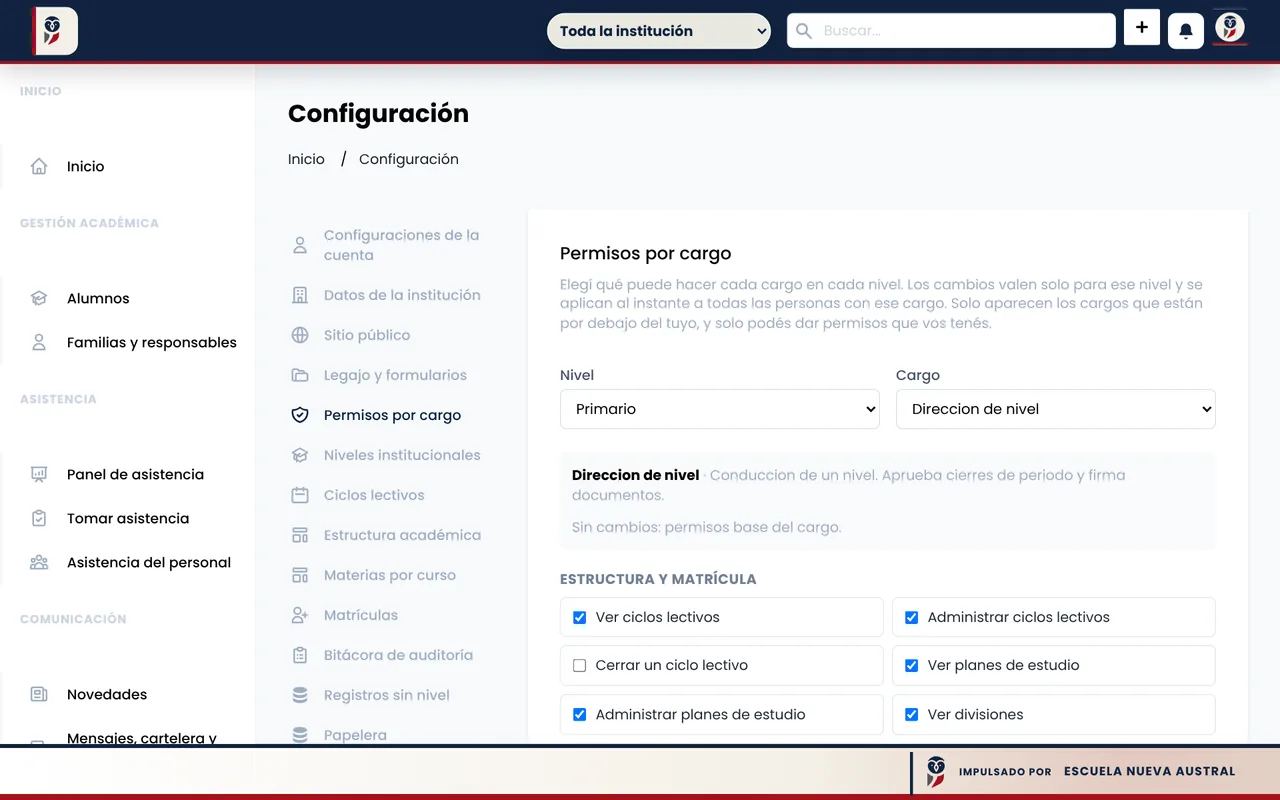 Toda la institución
Buscar...
INICIO
Inicio
GESTIÓN ACADÉMICA
Alumnos
Familias y responsables
ASISTENCIA
Panel de asistencia
Tomar asistencia
Asistencia del personal
COMUNICACIÓN
Novedades
Mensajes, cartelera y
Configuración
Inicio / Configuración
Configuraciones de la
cuenta
Datos de la institución
Sitio público
Legajo y formularios
Permisos por cargo
Niveles institucionales
Ciclos lectivos
Estructura académica
Materias por curso
Matrículas
Bitácora de auditoría
Registros sin nivel
Papelera
Permisos por cargo
Elegí qué puede hacer cada cargo en cada nivel. Los cambios valen solo para ese nivel y se
aplican al instante a todas las personas con ese cargo. Solo aparecen los cargos que están
por debajo del tuyo, y solo podés dar permisos que vos tenés.
Nivel
Primario
Cargo
Direccion de nivel
Direccion de nivel · Conduccion de un nivel. Aprueba cierres de periodo y firma
documentos.
Sin cambios: permisos base del cargo.
ESTRUCTURA Y MATRÍCULA
Ver ciclos lectivos
Administrar ciclos lectivos
Cerrar un ciclo lectivo
Ver planes de estudio
Administrar planes de estudio
Ver divisiones
IMPULSADO POR ESCUELA NUEVA AUSTRAL